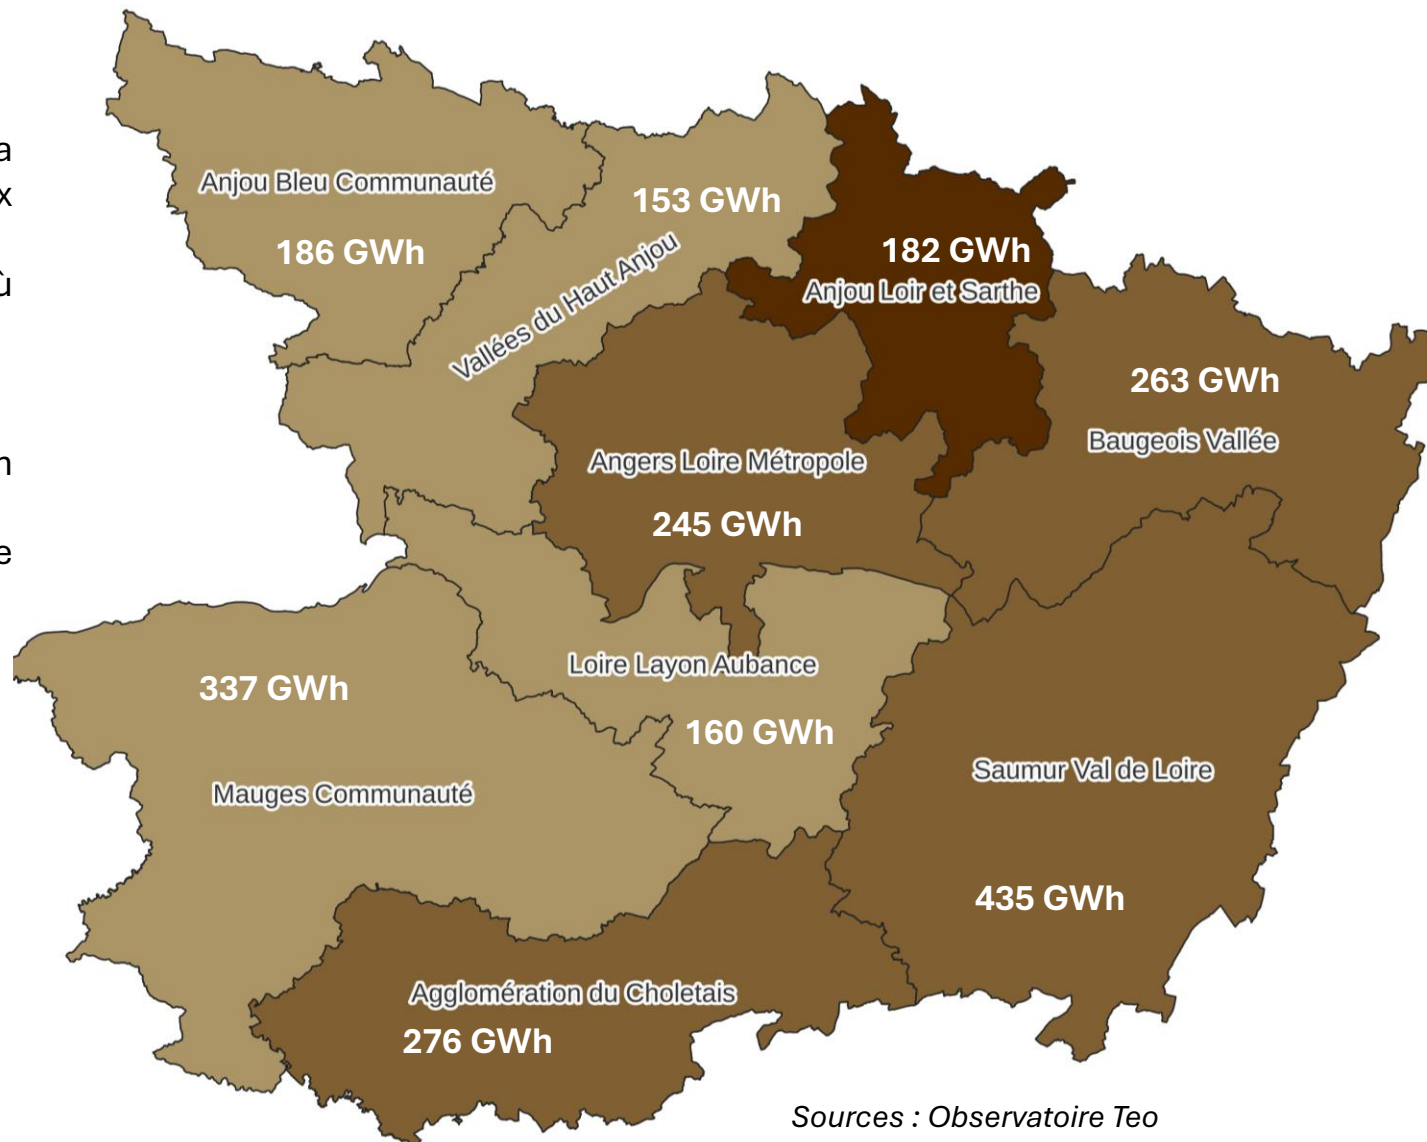 a
x
ù
n
e
Anjou Bleu Communauté
186 GWh
153 GWh
Vallées du Haut Anjou
182 GWh
Anjou Loir et Sarthe
263 GWh
Baugeois Vallée
Angers Loire Métropole
245 GWh
Loire Layon Aubance
160 GWh
337 GWh
Mauges Communauté
Saumur Val de Loire
435 GWh
Agglomération du Choletais
276 GWh
Sources : Observatoire Teo